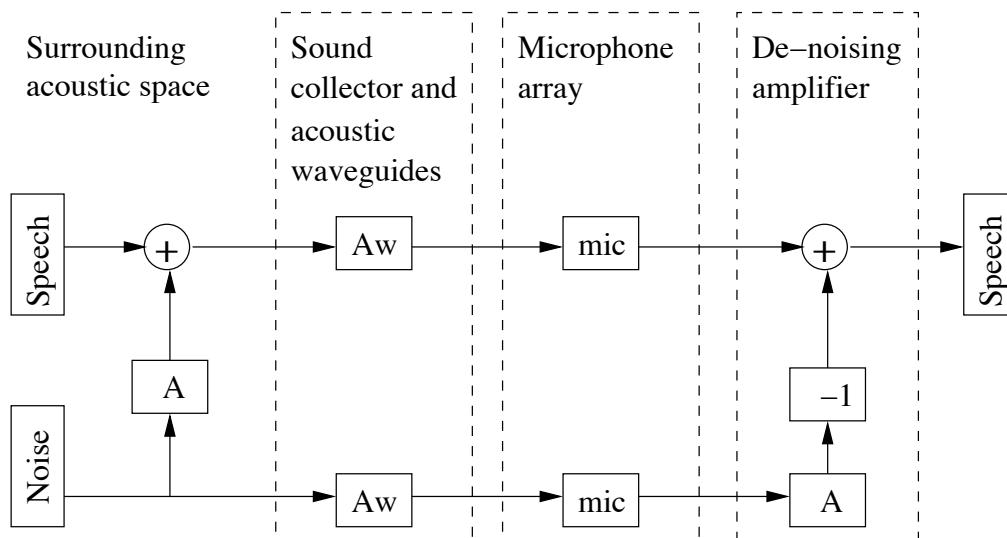 Surrounding
acoustic space
Sound
collector and
acoustic
waveguides
Microphone
array
De−noising
amplifier
Speech
+
Aw
mic
+
Speech
A
−1
Noise
Aw
mic
A